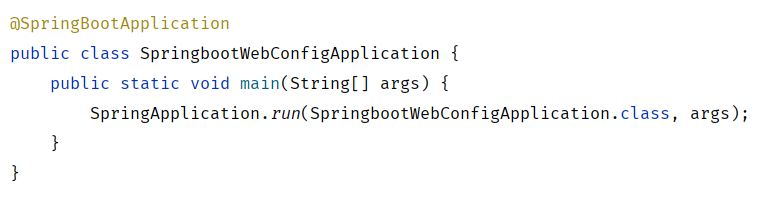 @SpringBootApplication
public class SpringbootWebConfigApplication {
    public static void main(String[] args) {
        SpringApplication.run(SpringbootWebConfigApplication.class, args);
    }
}